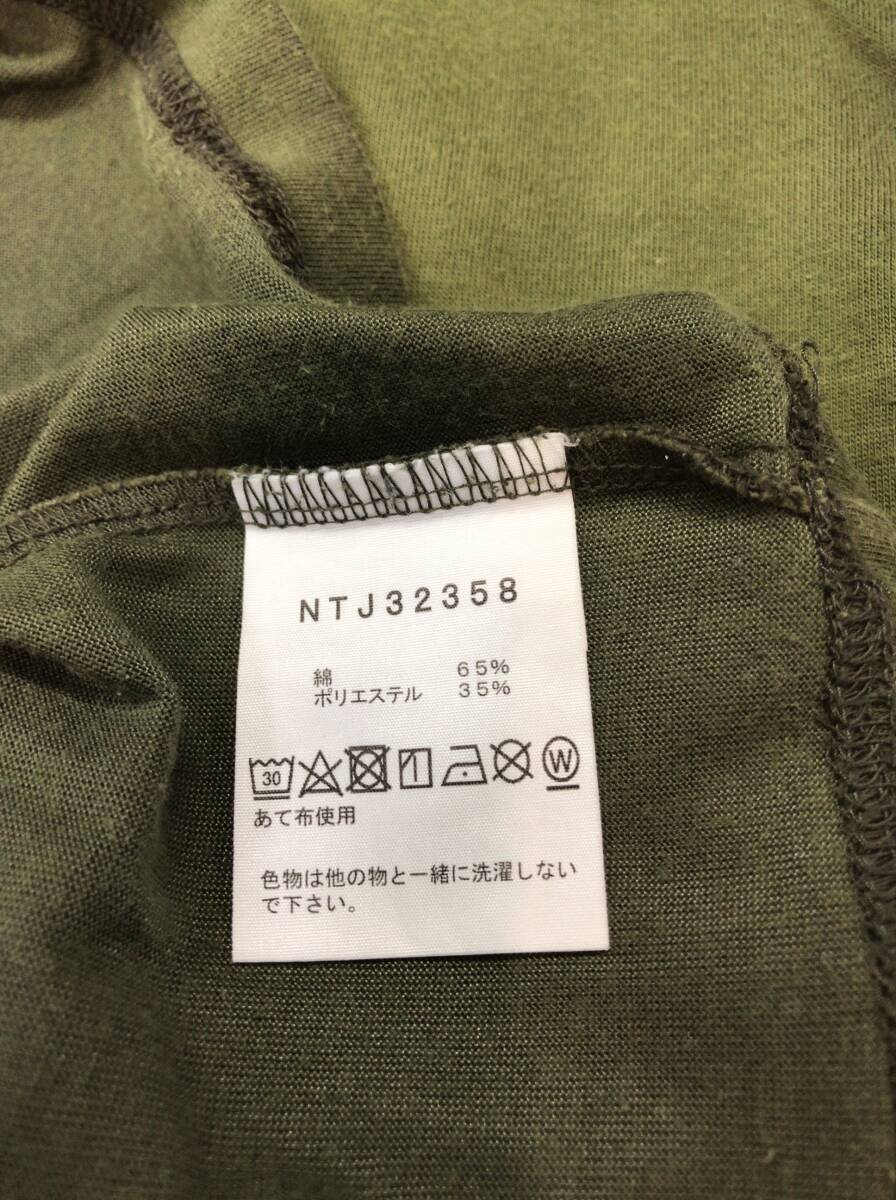 NTJ32358
綿 65%
ポリエステル 35%
30 W
あて布使用
色物は他の物と一緒に洗濯しない
で下さい。